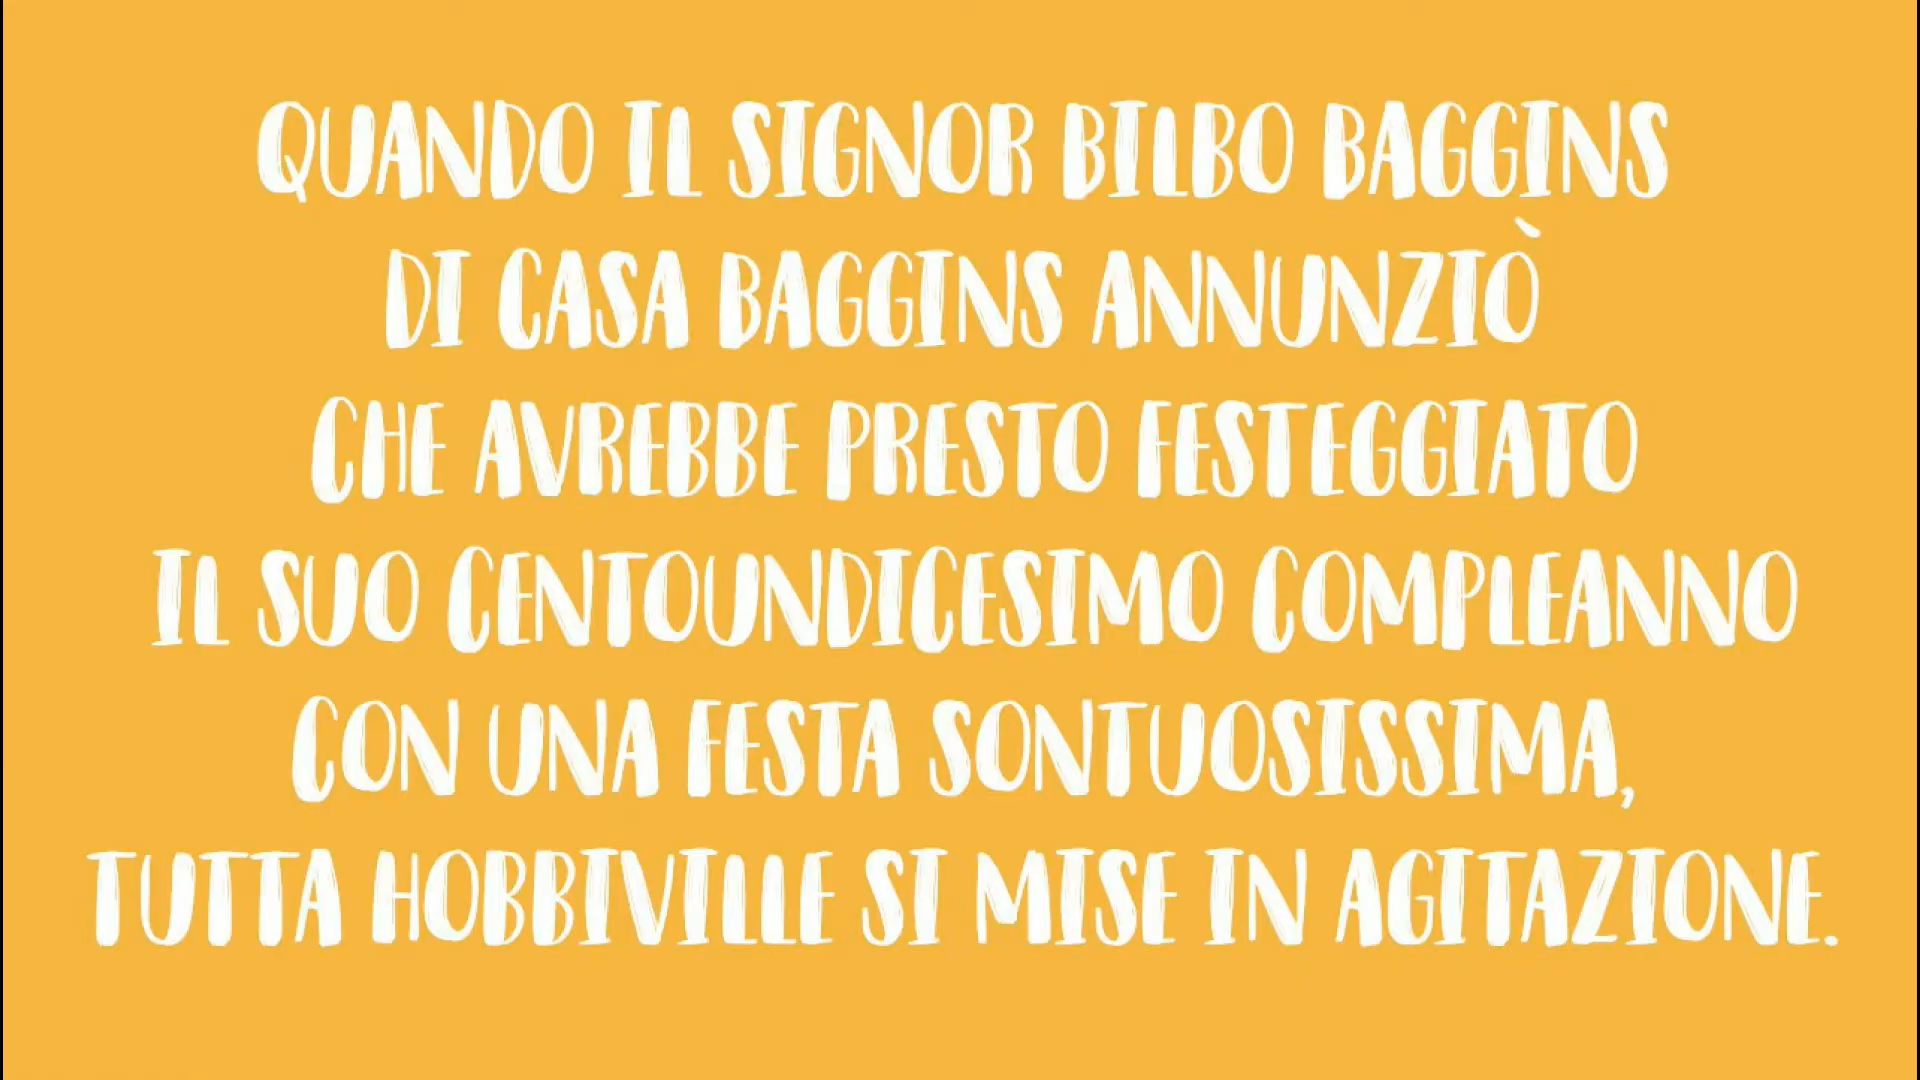 QUANDO IL SIGNOR BILBO BAGGINS
DI CASA BAGGINS ANNUNZIÒ
CHE AVREBBE PRESTO FESTEGGIATO
IL SUO CENTOUNDICESIMO COMPLEANNO
CON UNA FESTA SONTUOSISSIMA,
TUTTA HOBBIVILLE SI MISE IN AGITAZIONE.